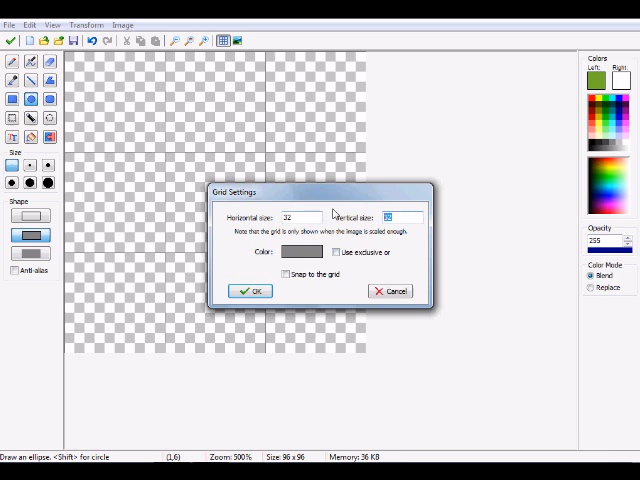 File Edit View Transform Image
Colors
Left: Right:
Size
Shape
Anti-alias
Grid Settings
Horizontal size: 32 Vertical size: 32
Note that the grid is only shown when the image is scaled enough.
Color: Use exclusive or
Snap to the grid
OK Cancel
Opacity
255
Color Mode
Blend
Replace
Draw an ellipse. <Shift> for circle (1,6) Zoom: 500% Size: 96 x 96 Memory: 36 KB